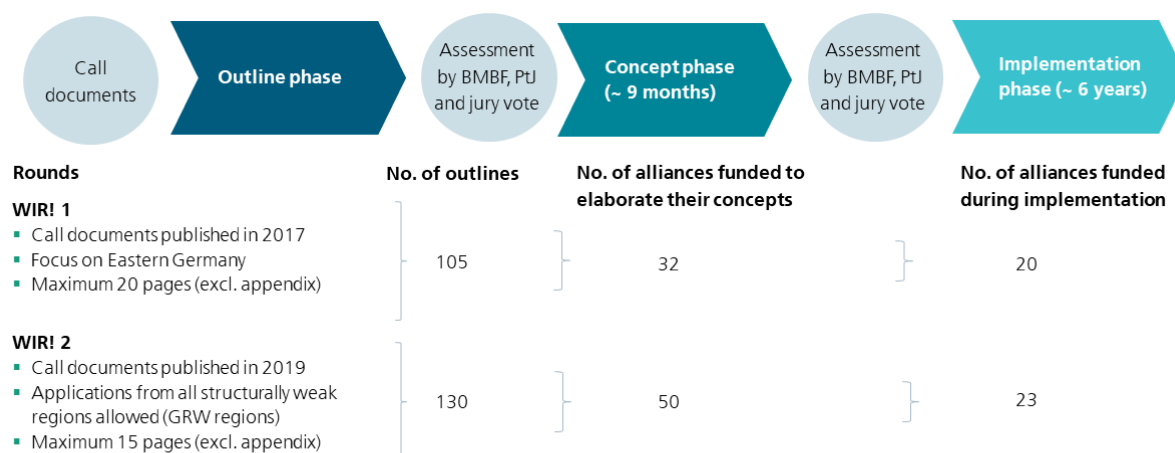 Call
documents
Outline phase
Assessment
by BMBF, PtJ
and jury vote
Concept phase
(~ 9 months)
Assessment
by BMBF, PtJ
and jury vote
Implementation
phase (~ 6 years)
Rounds
No. of outlines
No. of alliances funded to
elaborate their concepts
No. of alliances funded
during implementation
WIR! 1
▪ Call documents published in 2017
▪ Focus on Eastern Germany
▪ Maximum 20 pages (excl. appendix)
105
32
20
WIR! 2
▪ Call documents published in 2019
▪ Applications from all structurally weak
regions allowed (GRW regions)
▪ Maximum 15 pages (excl. appendix)
130
50
23